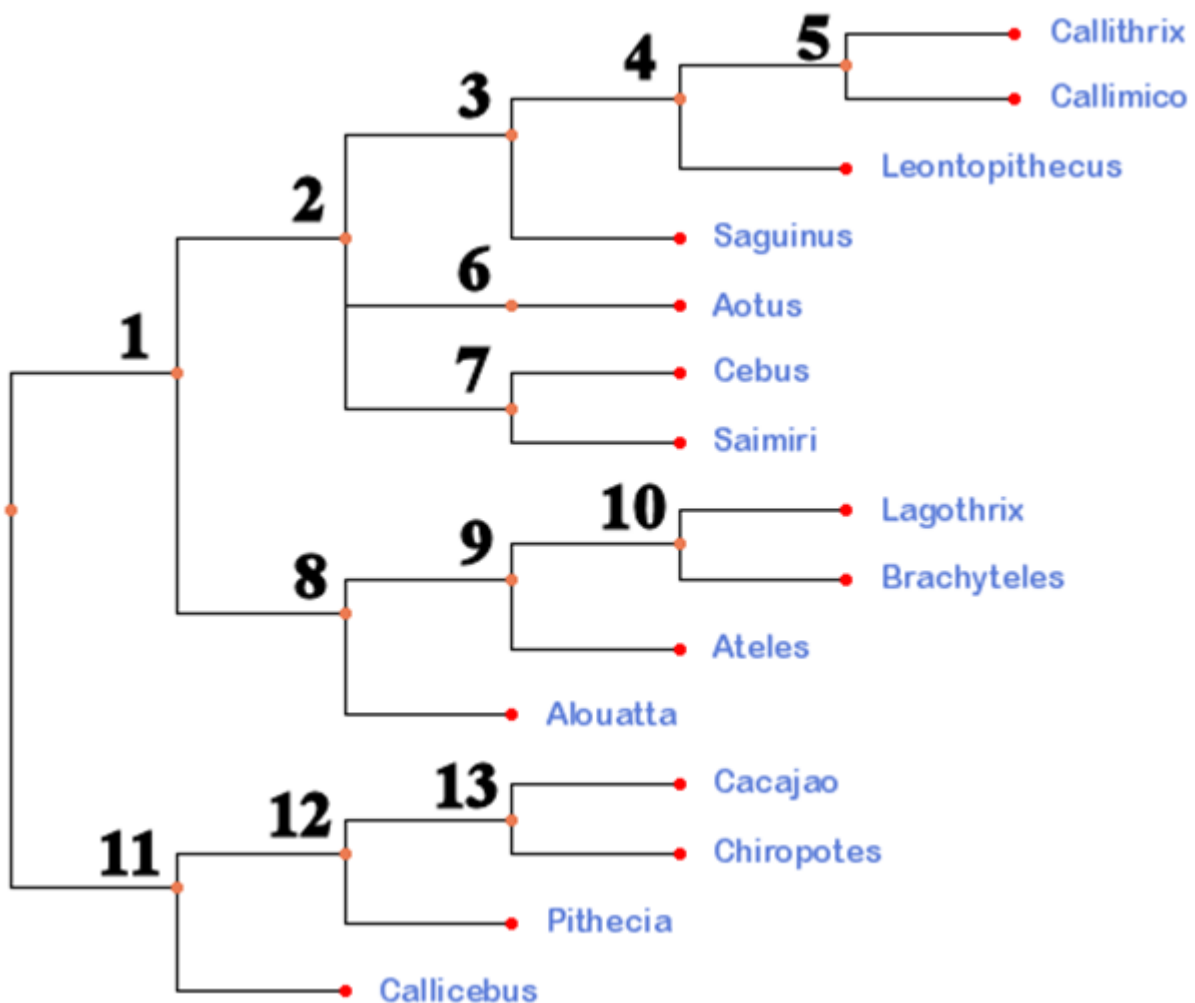 5 Callithrix
4
3 Callimico
Leontopithecus
2
Saguinus
6
Aotus
1
7 Cebus
Saimiri
10 Lagothrix
9
8 Brachyteles
Ateles
Alouatta
13 Cacajao
12
Chiropotes
11
Pithecia
Callicebus